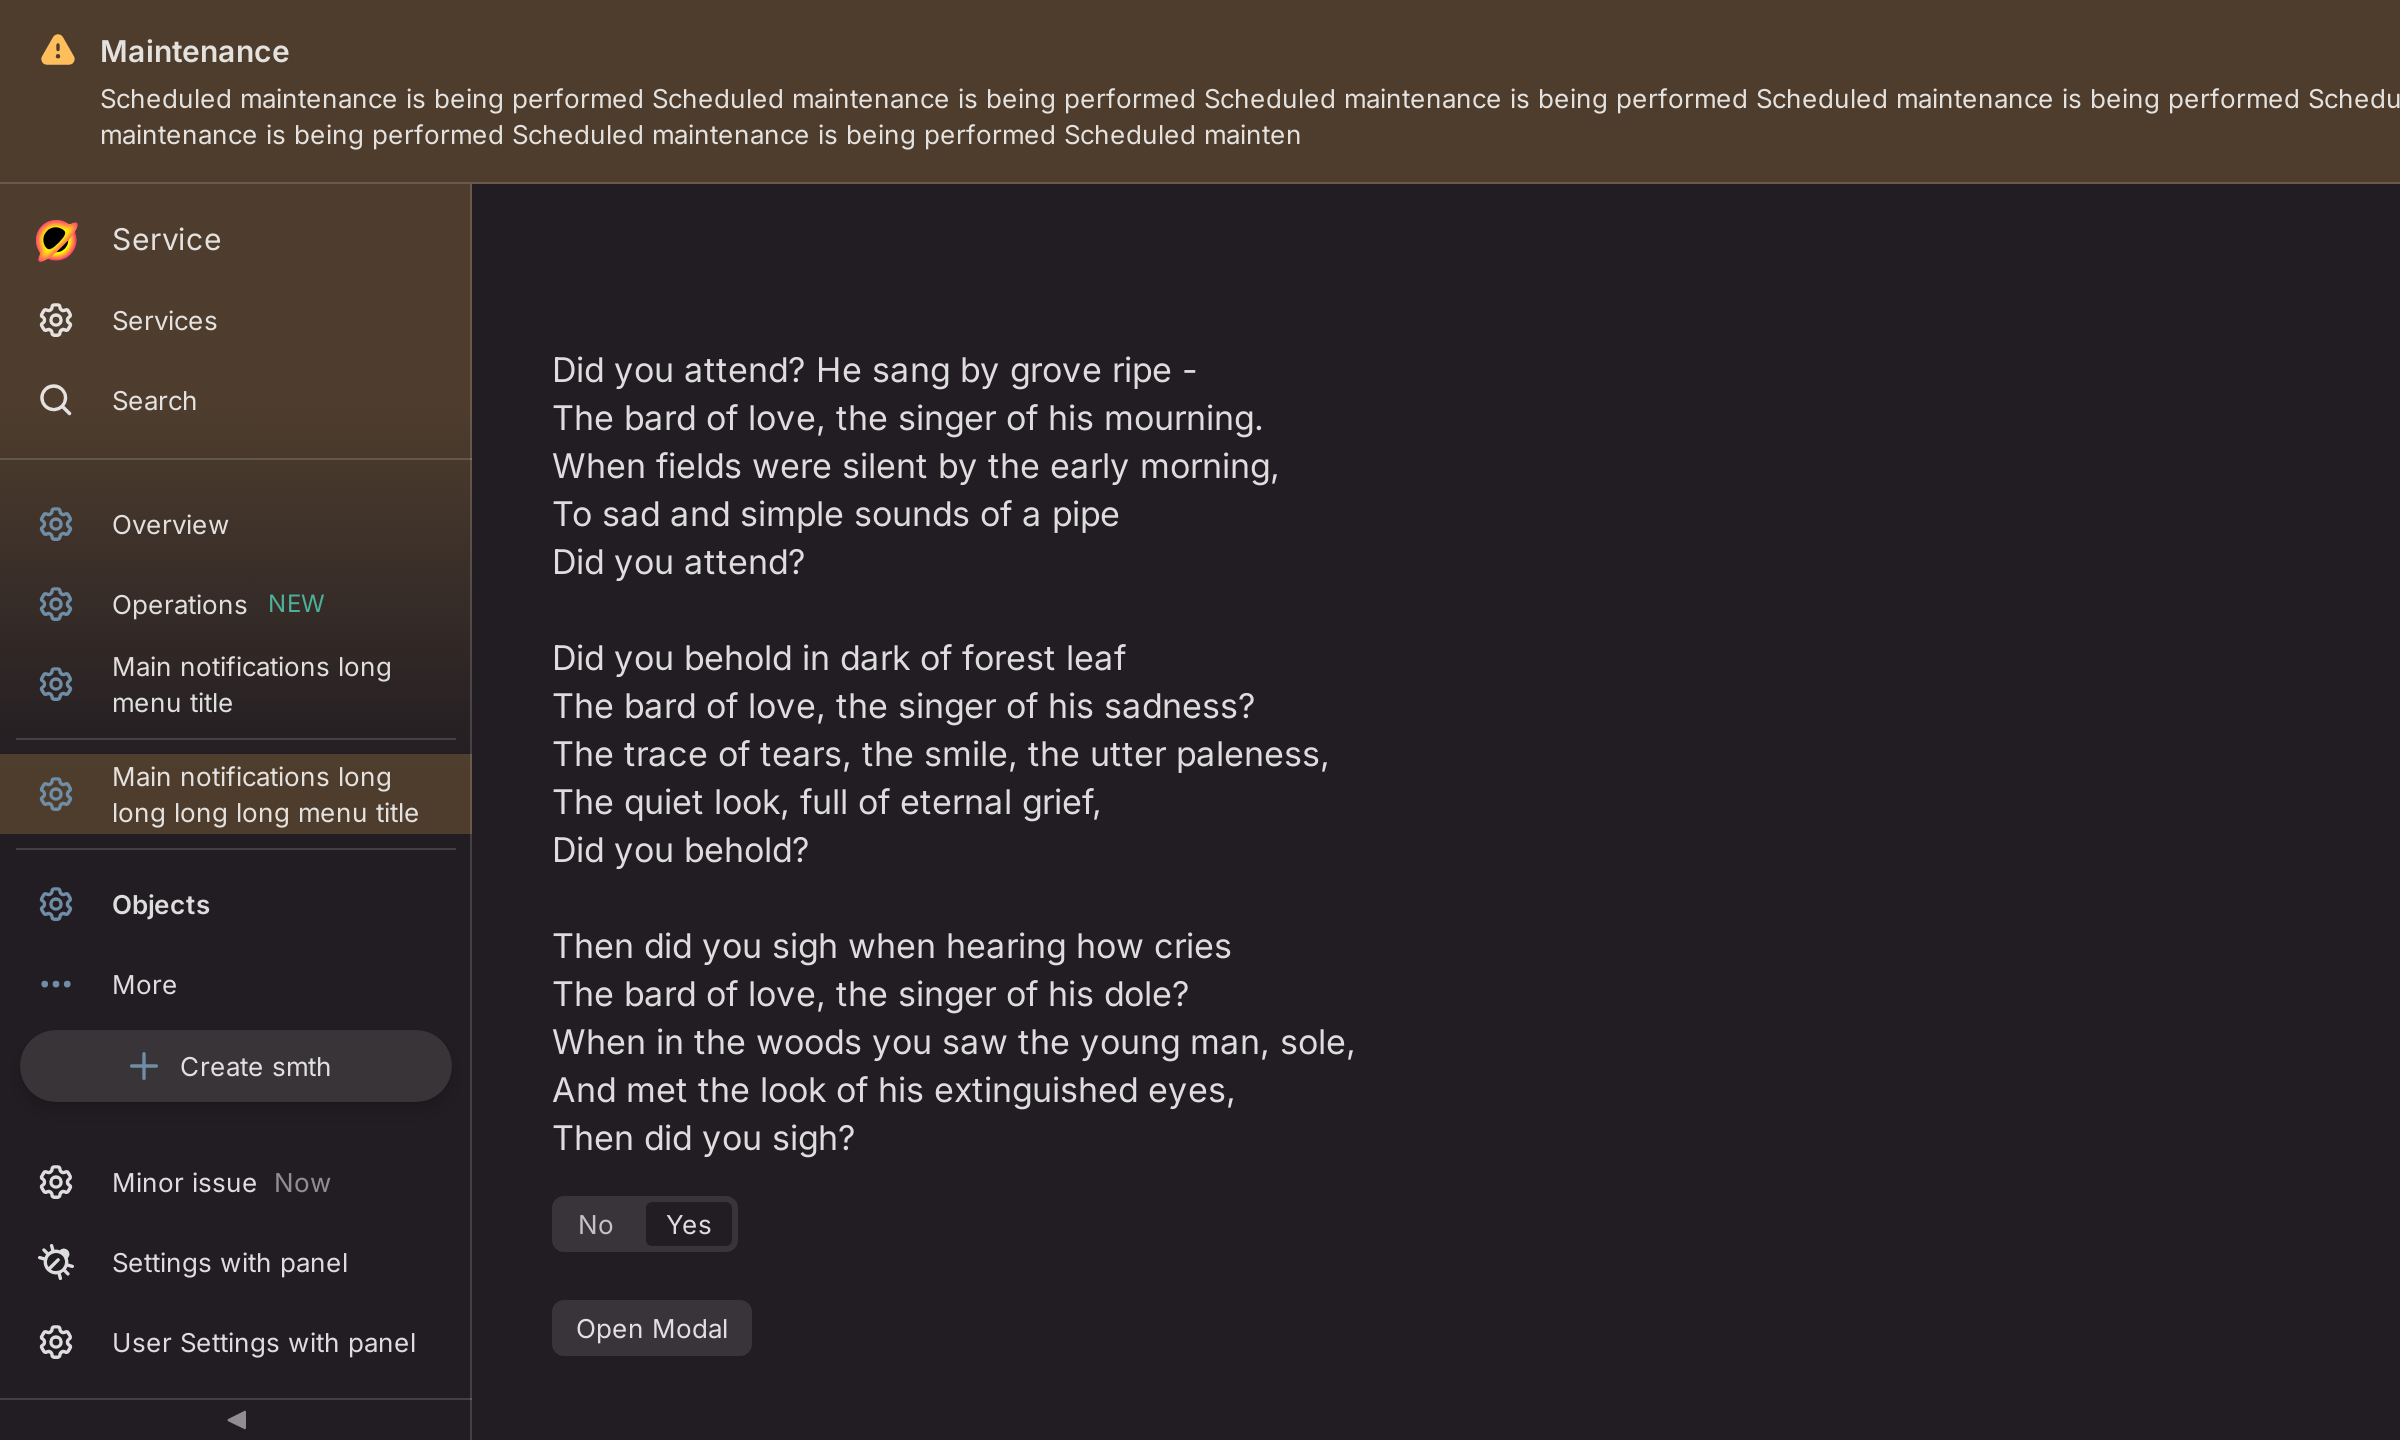 Maintenance
Scheduled maintenance is being performed Scheduled maintenance is being performed Scheduled maintenance is being performed Scheduled maintenance is being performed Schedu
maintenance is being performed Scheduled maintenance is being performed Scheduled mainten
Service
Services
Search
Overview
Operations NEW
Main notifications long
menu title
Main notifications long
long long long menu title
Objects
More
Create smth
Minor issue Now
Settings with panel
User Settings with panel
Did you attend? He sang by grove ripe -
The bard of love, the singer of his mourning.
When fields were silent by the early morning,
To sad and simple sounds of a pipe
Did you attend?
Did you behold in dark of forest leaf
The bard of love, the singer of his sadness?
The trace of tears, the smile, the utter paleness,
The quiet look, full of eternal grief,
Did you behold?
Then did you sigh when hearing how cries
The bard of love, the singer of his dole?
When in the woods you saw the young man, sole,
And met the look of his extinguished eyes,
Then did you sigh?
No Yes
Open Modal